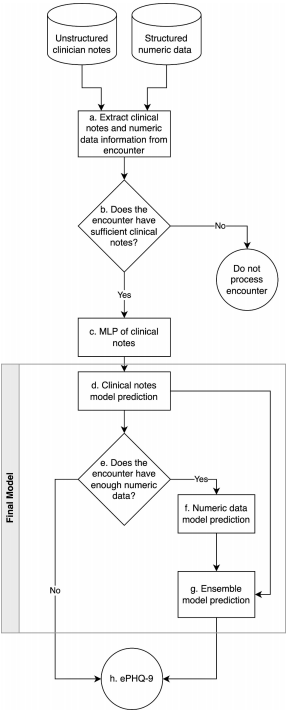 Unstructured
clinician notes
Structured
numeric data
a. Extract clinical
notes and numeric
data information from
encounter
b. Does the
encounter have
sufficient clinical
notes?
No
Do not
process
encounter
Yes
c. MLP of clinical
notes
Final Model
d. Clinical notes
model prediction
e. Does the
encounter have
enough numeric
data?
Yes
f. Numeric data
model prediction
g. Ensemble
model prediction
No
h. ePHQ-9